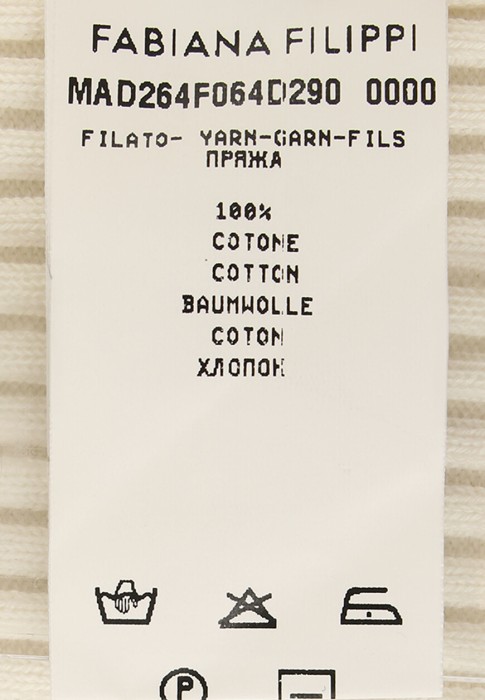 FABIANA FILIPPI
MAD264F064D290 0000
FILATO- YARN-GARN-FILS
ПРЯЖА
100%
COTONE
COTTON
BAUMWOLLE
COTON
ХЛОПОК
P